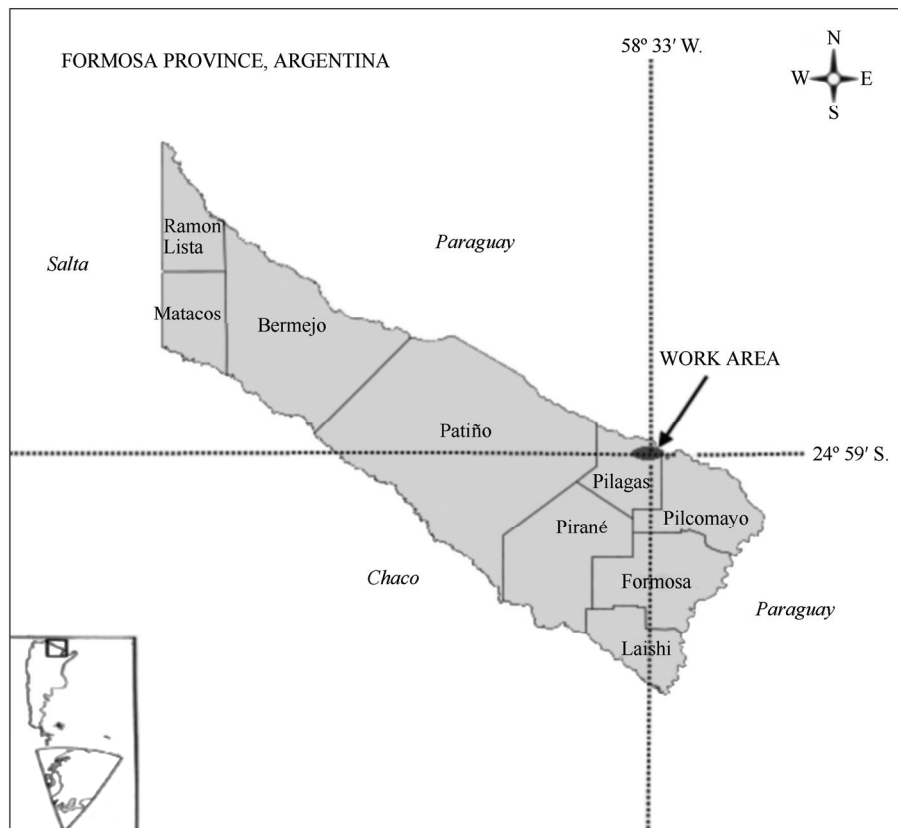 58º 33′ W.
FORMOSA PROVINCE, ARGENTINA
N
W E
S
Ramon
Lista
Paraguay
Salta
Matacos
Bermejo
WORK AREA
Patiño
24º 59′ S.
Pilagas
Pilcomayo
Pirané
Chaco
Formosa
Paraguay
Laishi